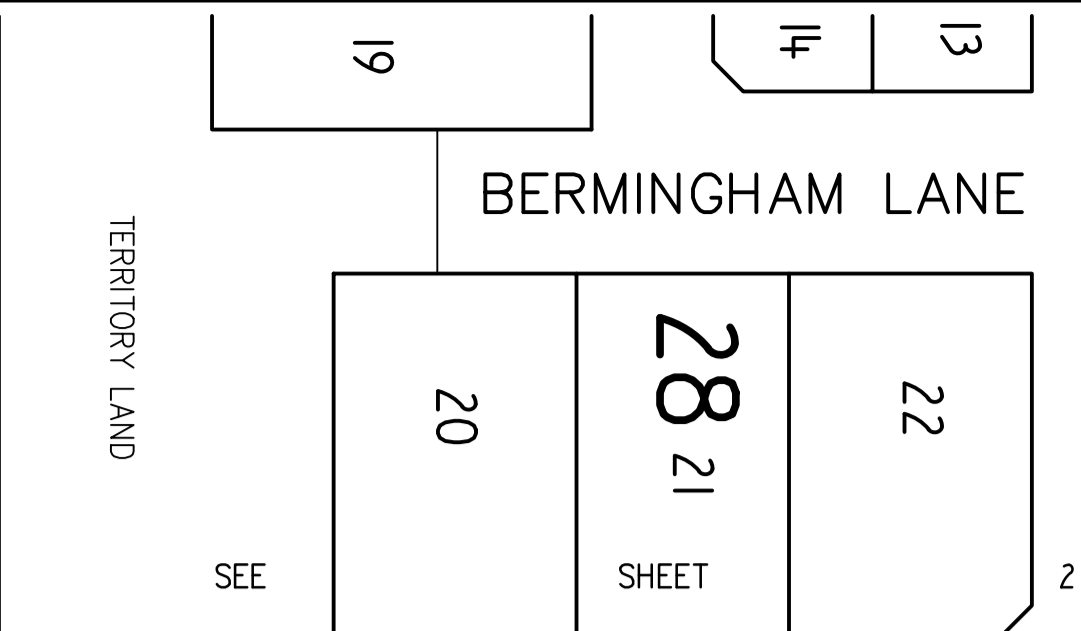 19
14
13
BERMINGHAM LANE
TERRITORY LAND
20
28
21
22
SEE SHEET 2